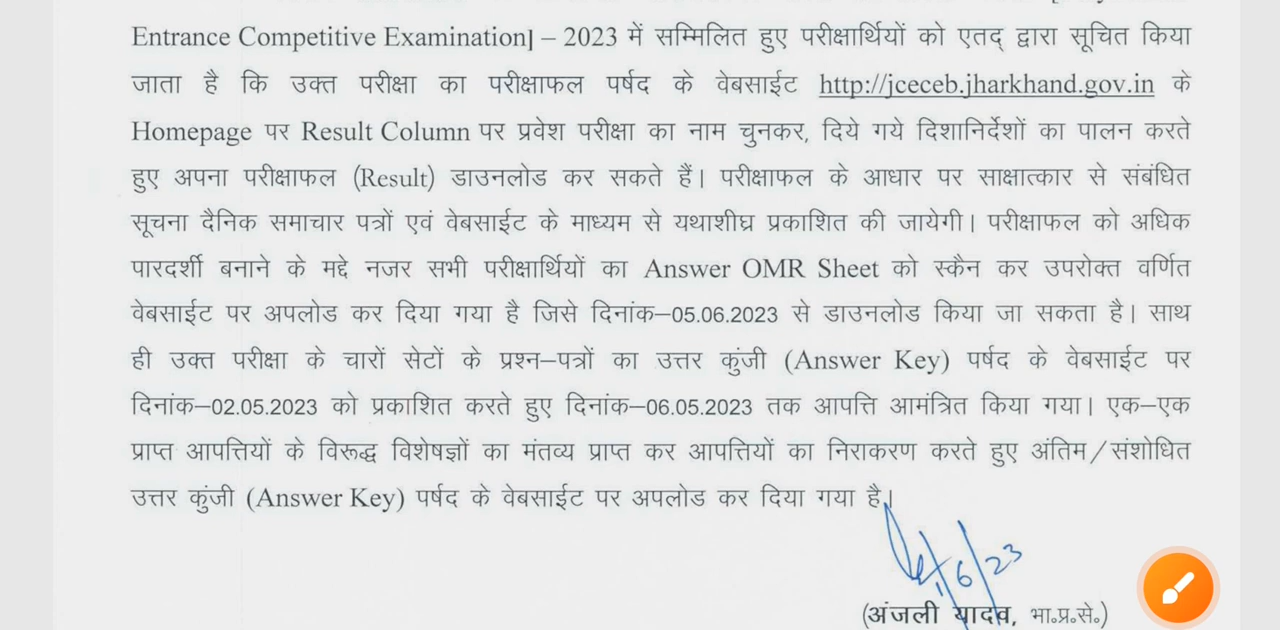 Entrance Competitive Examination] – 2023 में सम्मिलित हुए परीक्षार्थियों को एतद् द्वारा सूचित किया
जाता है कि उक्त परीक्षा का परीक्षाफल पर्षद के वेबसाईट http://jceceb.jharkhand.gov.in के
Homepage पर Result Column पर प्रवेश परीक्षा का नाम चुनकर, दिये गये दिशानिर्देशों का पालन करते
हुए अपना परीक्षाफल (Result) डाउनलोड कर सकते हैं। परीक्षाफल के आधार पर साक्षात्कार से संबंधित
सूचना दैनिक समाचार पत्रों एवं वेबसाईट के माध्यम से यथाशीघ्र प्रकाशित की जायेगी। परीक्षाफल को अधिक
पारदर्शी बनाने के मद्दे नजर सभी परीक्षार्थियों का Answer OMR Sheet को स्कैन कर उपरोक्त वर्णित
वेबसाईट पर अपलोड कर दिया गया है जिसे दिनांक–05.06.2023 से डाउनलोड किया जा सकता है। साथ
ही उक्त परीक्षा के चारों सेटों के प्रश्न–पत्रों का उत्तर कुंजी (Answer Key) पर्षद के वेबसाईट पर
दिनांक–02.05.2023 को प्रकाशित करते हुए दिनांक–06.05.2023 तक आपत्ति आमंत्रित किया गया। एक–एक
प्राप्त आपत्तियों के विरूद्ध विशेषज्ञों का मंतव्य प्राप्त कर आपत्तियों का निराकरण करते हुए अंतिम/संशोधित
उत्तर कुंजी (Answer Key) पर्षद के वेबसाईट पर अपलोड कर दिया गया है।
1/6/23
(अंजली यादव, भा॰प्र॰से॰)